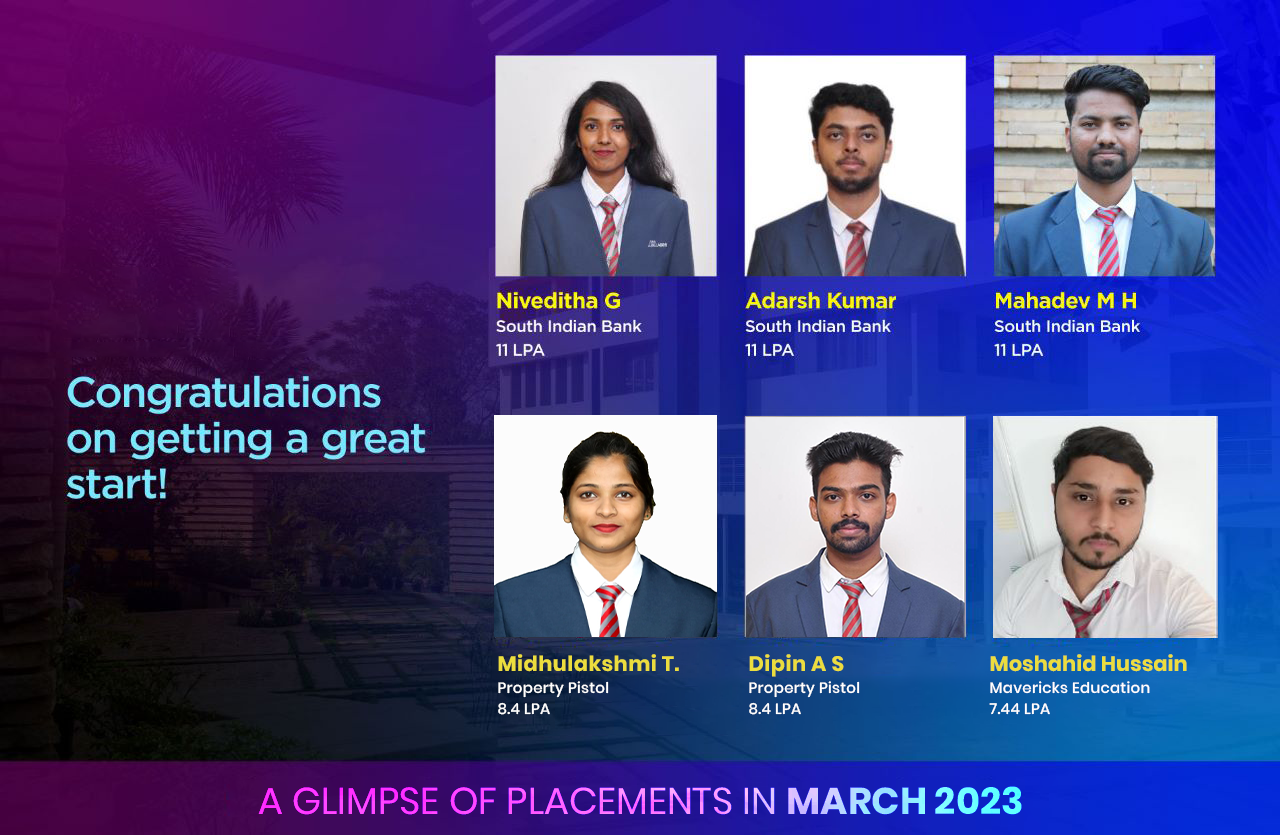 Niveditha G
South Indian Bank
11 LPA
Adarsh Kumar
South Indian Bank
11 LPA
Mahadev M H
South Indian Bank
11 LPA
Congratulations
on getting a great
start!
Midhulakshmi T.
Property Pistol
8.4 LPA
Dipin A S
Property Pistol
8.4 LPA
Moshahid Hussain
Mavericks Education
7.44 LPA
A GLIMPSE OF PLACEMENTS IN MARCH 2023